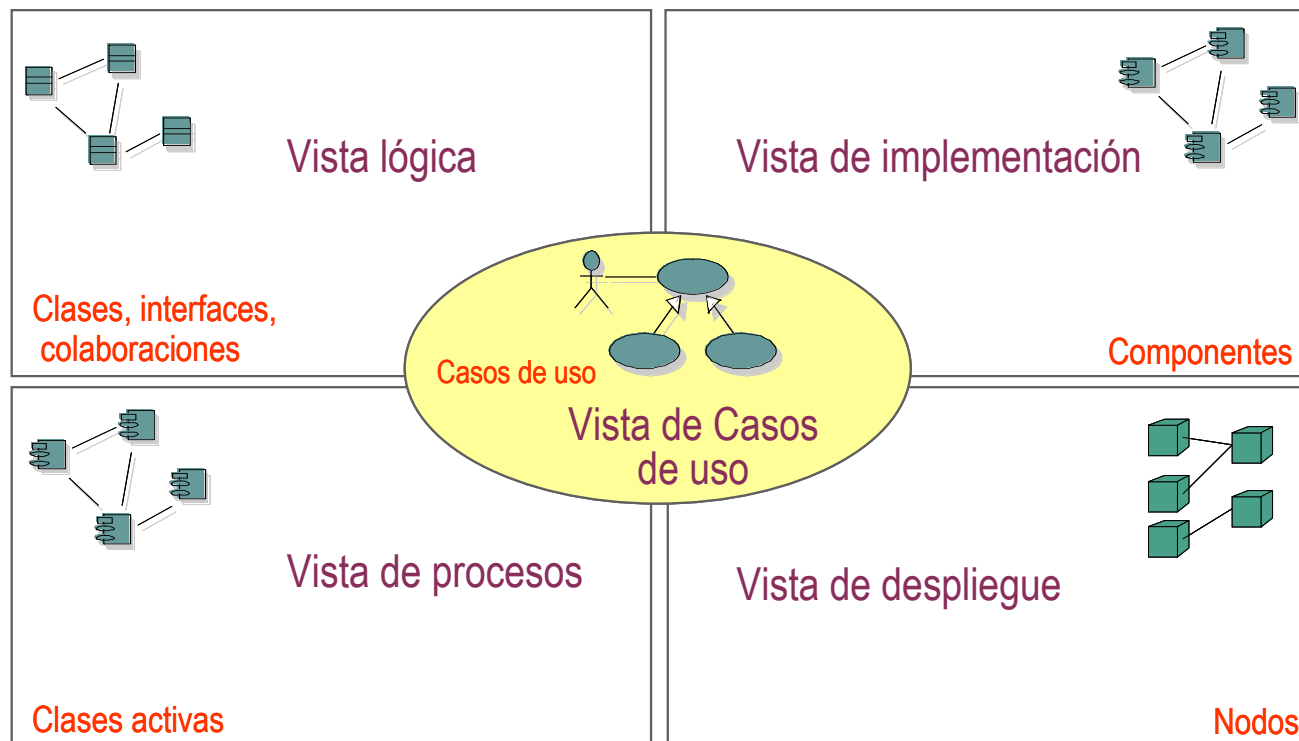 Vista lógica
Clases, interfaces,
colaboraciones
Vista de implementación
Componentes
Casos de uso
Vista de Casos
de uso
Vista de procesos
Clases activas
Vista de despliegue
Nodos